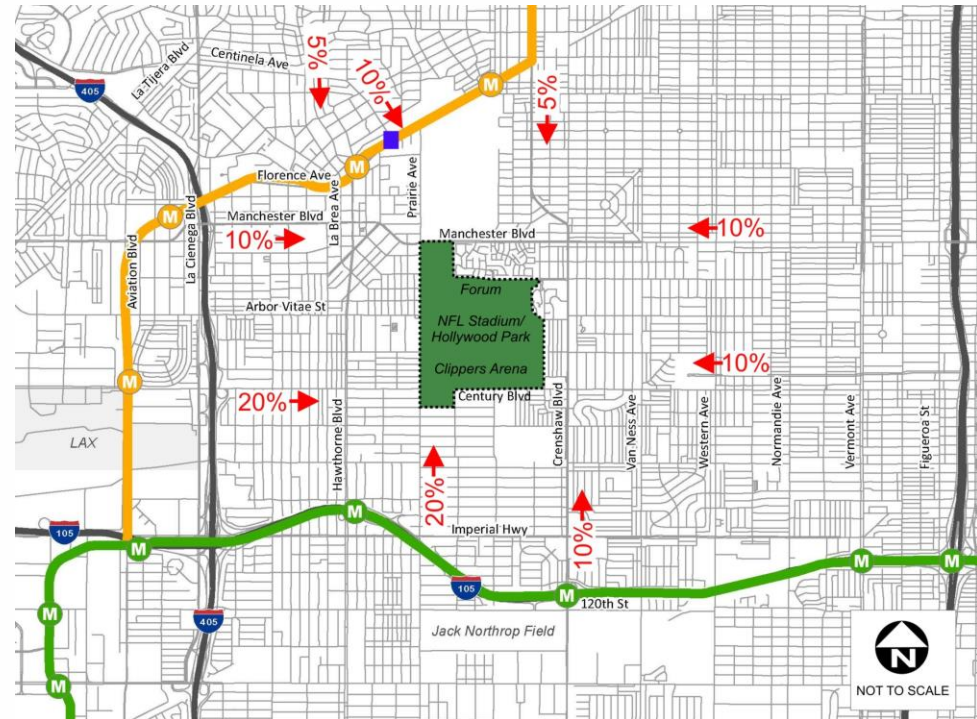 La Tijera Blvd
Centinela Ave
5%
10%
5%
405
M
M
Florence Ave
Prairie Ave
La Brea Ave
M
La Cienega Blvd
Manchester Blvd
10%
10%
Manchester Blvd
Aviation Blvd
Arbor Vitae St
Forum
NFL Stadium/
Hollywood Park
Clippers Arena
10%
M
20%
Century Blvd
Hawthorne Blvd
Crenshaw Blvd
Van Ness Ave
Western Ave
Normandie Ave
Vermont Ave
Figueroa St
LAX
20%
10%
M
Imperial Hwy
105
M
M
M
105
M
120th St
M
405
Jack Northrop Field
M
N
NOT TO SCALE